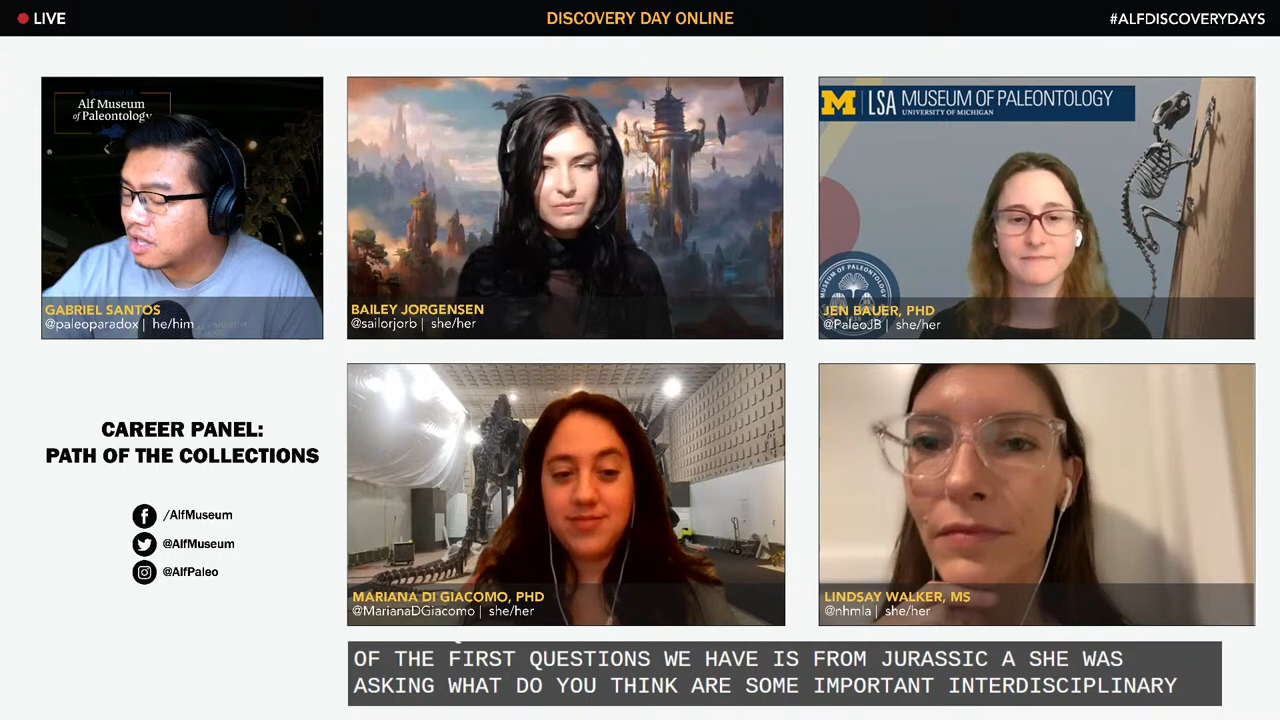 LIVE
DISCOVERY DAY ONLINE
#ALFDISCOVERYDAYS
Alf Museum
of Paleontology
GABRIEL SANTOS
@paleoparadox | he/him
BAILEY JORGENSEN
@sailorjorb | she/her
M | LSA MUSEUM OF PALEONTOLOGY
UNIVERSITY OF MICHIGAN
MUSEUM OF PALEONTOLOGY
JEN BAUER, PHD
@PaleoJB | she/her
CAREER PANEL:
PATH OF THE COLLECTIONS
/AlfMuseum
@AlfMuseum
@AlfPaleo
MARIANA DI GIACOMO, PHD
@MarianaDGiacomo | she/her
LINDSAY WALKER, MS
@nhmla | she/her
OF THE FIRST QUESTIONS WE HAVE IS FROM JURASSIC A SHE WAS
ASKING WHAT DO YOU THINK ARE SOME IMPORTANT INTERDISCIPLINARY